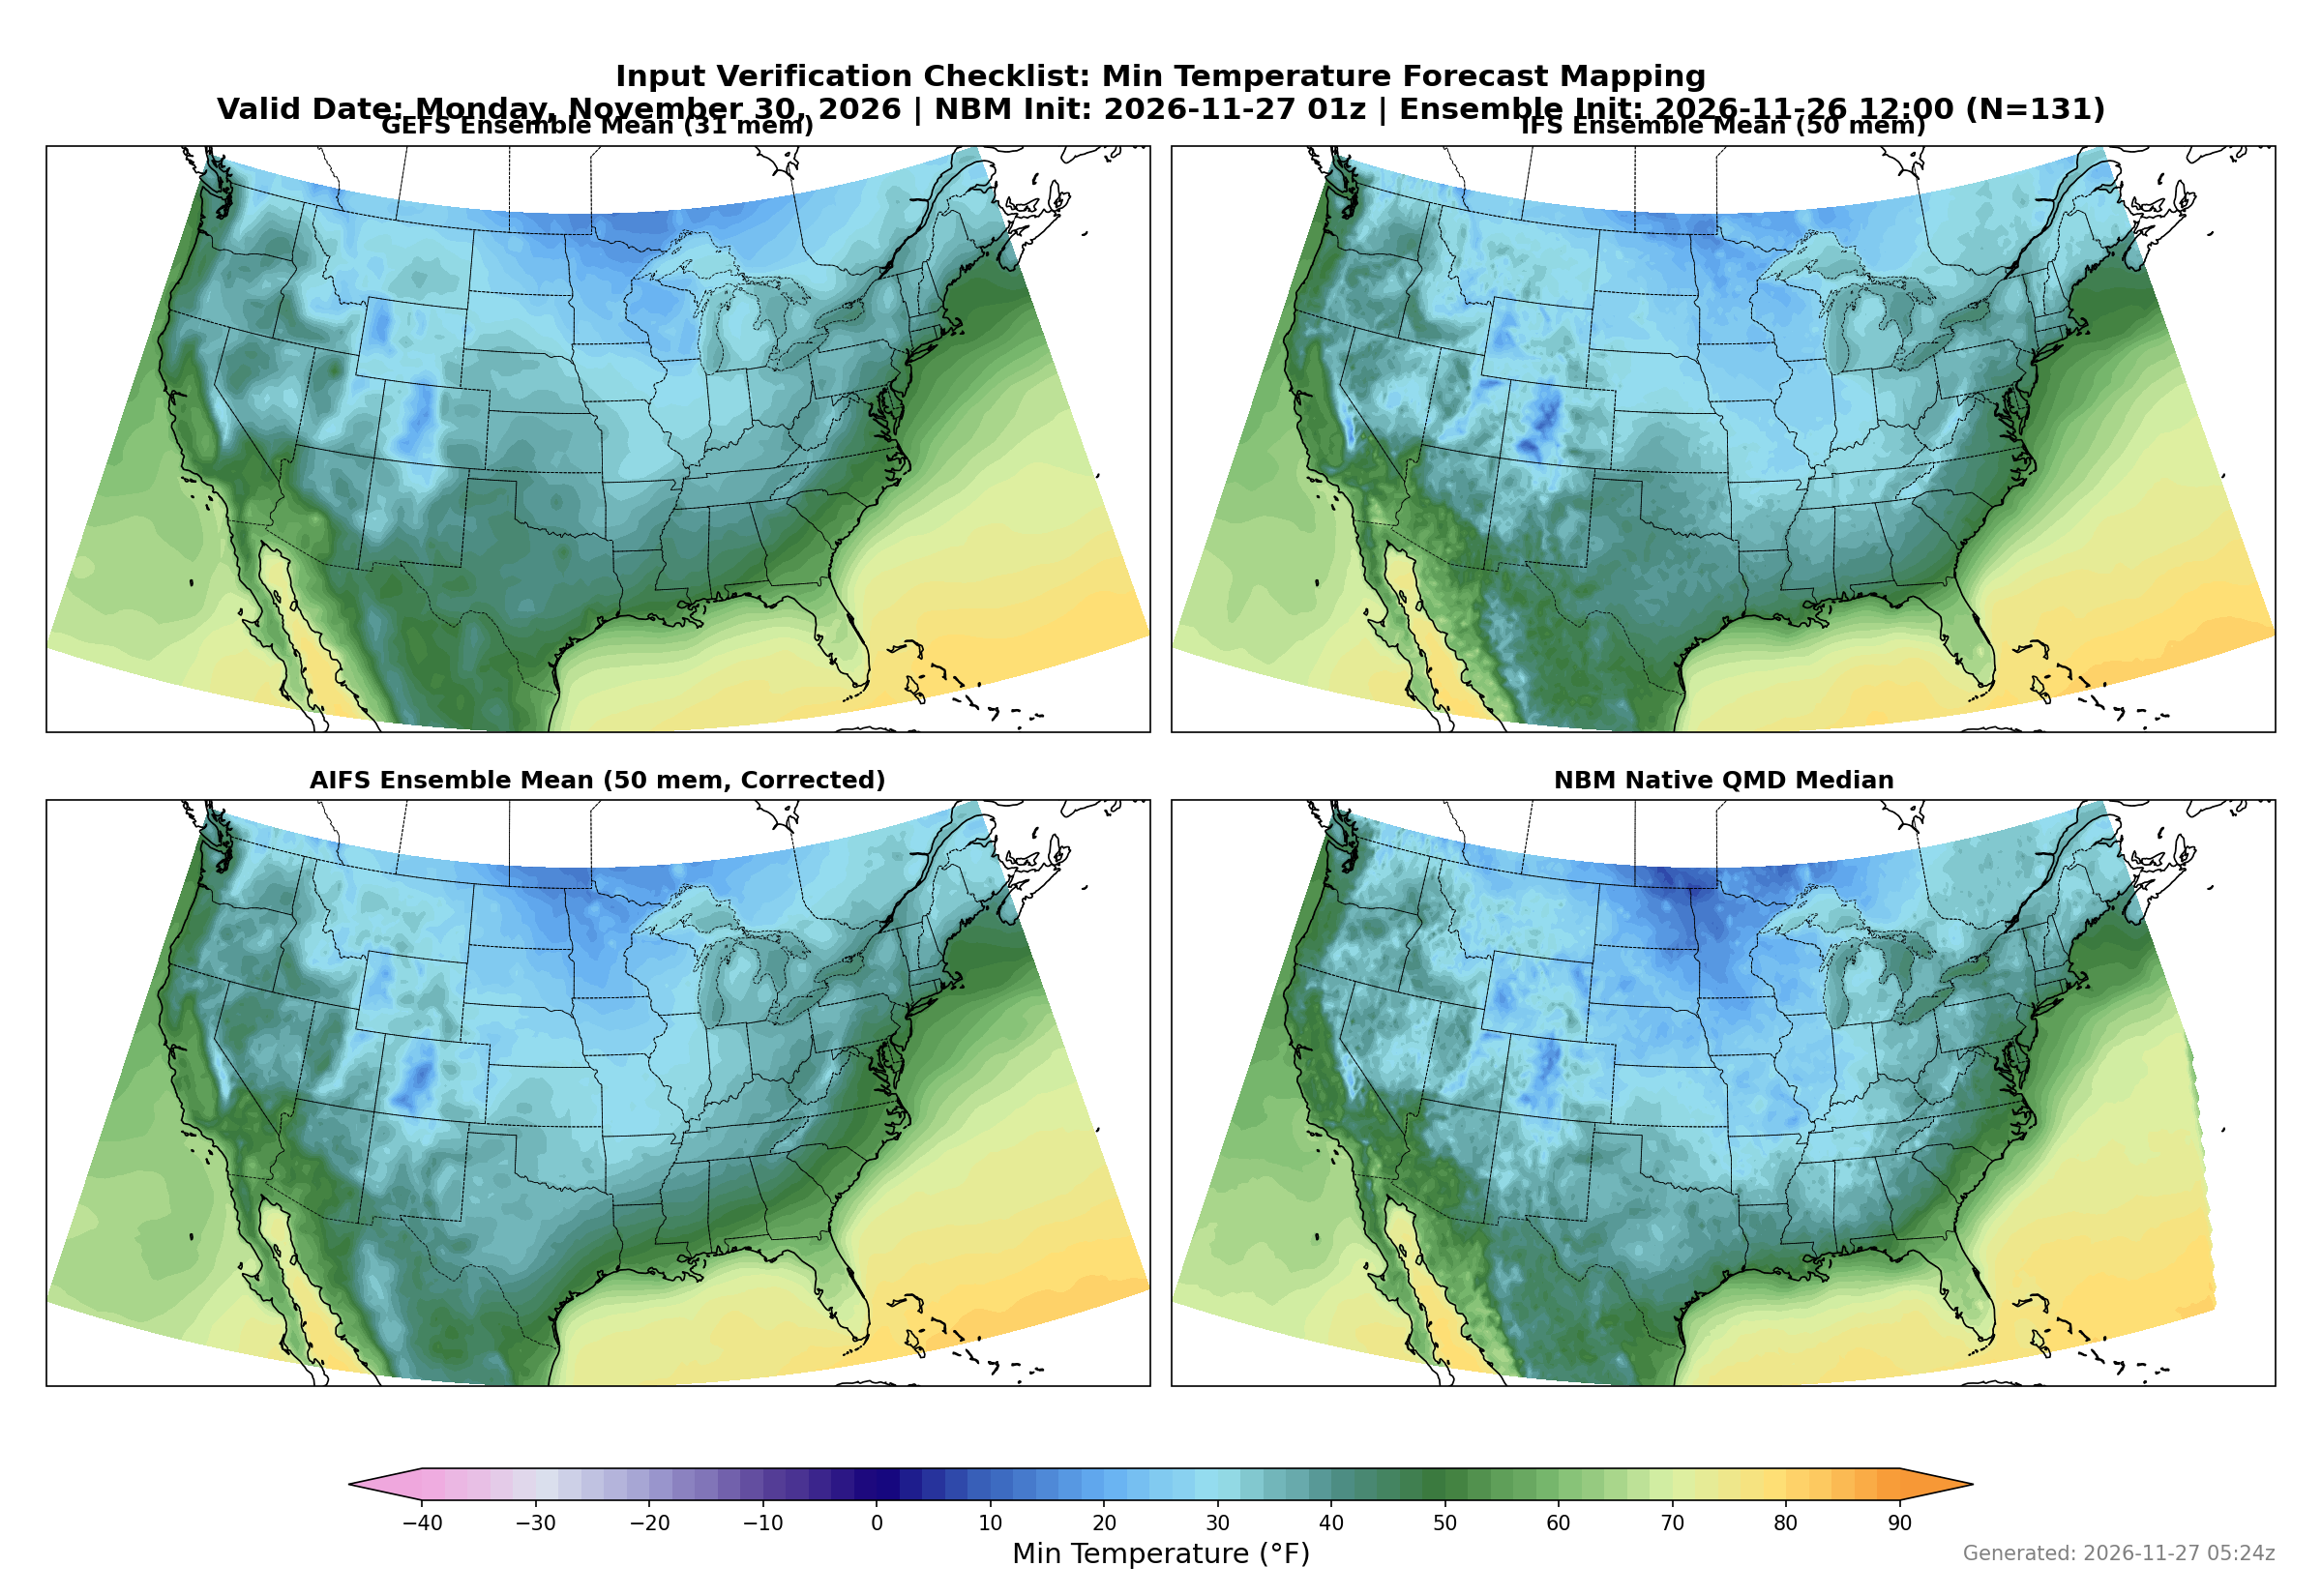 Input Verification Checklist: Min Temperature Forecast Mapping
Valid Date: Monday, November 30, 2026 | NBM Init: 2026-11-27 01z | Ensemble Init: 2026-11-26 12:00 (N=131)
GEFS Ensemble Mean (31 mem)
IFS Ensemble Mean (50 mem)
AIFS Ensemble Mean (50 mem, Corrected)
NBM Native QMD Median
−40 −30 −20 −10 0 10 20 30 40 50 60 70 80 90
Min Temperature (°F)
Generated: 2026-11-27 05:24z